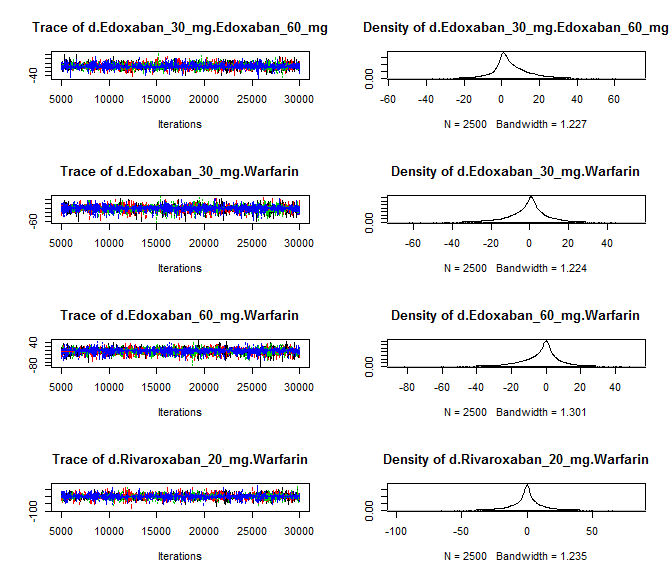 Trace of d.Edoxaban_30_mg.Edoxaban_60_mg
-40
5000 10000 15000 20000 25000 30000
Iterations
Density of d.Edoxaban_30_mg.Edoxaban_60_mg
0.00
-60 -40 -20 0 20 40 60
N = 2500 Bandwidth = 1.227
Trace of d.Edoxaban_30_mg.Warfarin
-60
5000 10000 15000 20000 25000 30000
Iterations
Density of d.Edoxaban_30_mg.Warfarin
0.00
-60 -40 -20 0 20 40
N = 2500 Bandwidth = 1.224
Trace of d.Edoxaban_60_mg.Warfarin
-80 40
5000 10000 15000 20000 25000 30000
Iterations
Density of d.Edoxaban_60_mg.Warfarin
0.00
-80 -60 -40 -20 0 20 40
N = 2500 Bandwidth = 1.301
Trace of d.Rivaroxaban_20_mg.Warfarin
-100
5000 10000 15000 20000 25000 30000
Iterations
Density of d.Rivaroxaban_20_mg.Warfarin
0.00
-100 -50 0 50
N = 2500 Bandwidth = 1.235